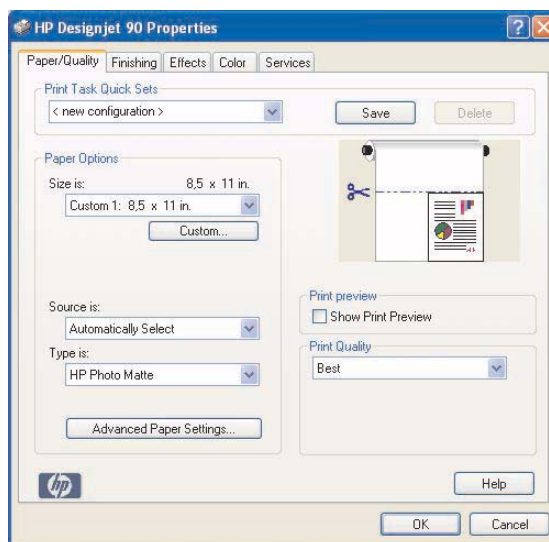 HP Designjet 90 Properties
Paper/Quality Finishing Effects Color Services
Print Task Quick Sets
< new configuration >
Save
Delete
Paper Options
Size is: 8,5 x 11 in.
Custom 1: 8,5 x 11 in.
Custom...
Source is:
Automatically Select
Type is:
HP Photo Matte
Advanced Paper Settings...
Print preview
Show Print Preview
Print Quality
Best
hp
Help
OK
Cancel